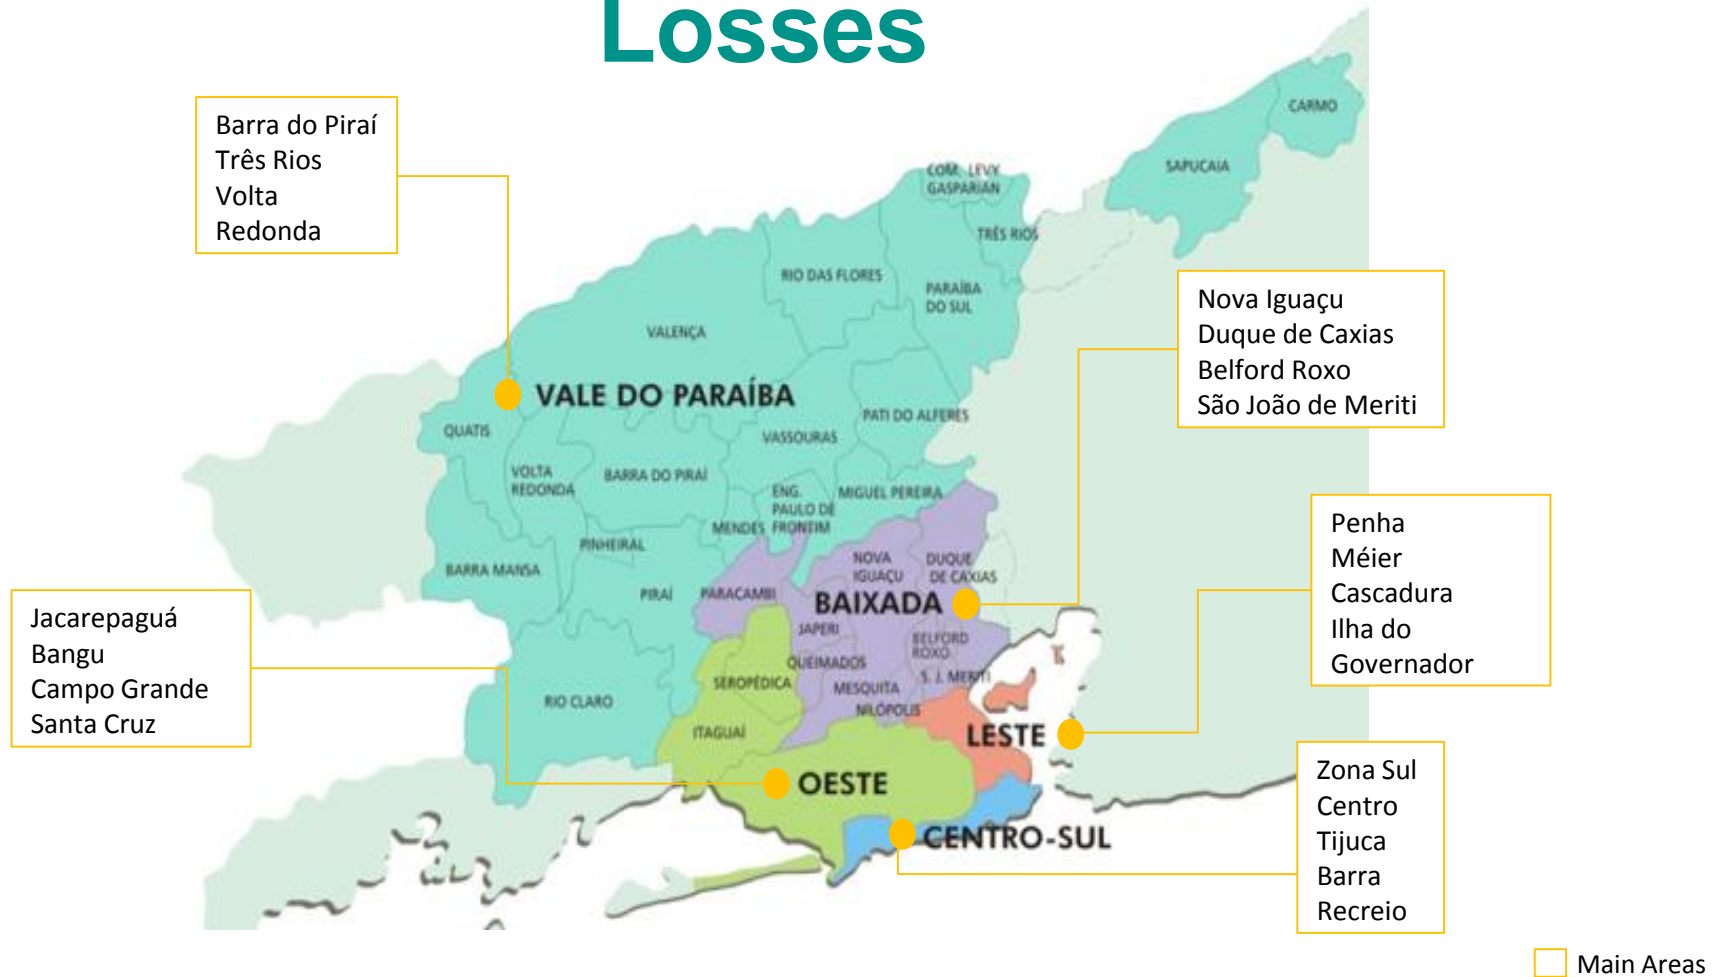 Losses
Barra do Piraí
Três Rios
Volta
Redonda
CARMO
SAPUCAIA
COM. LEVY
GASPARIAN
TRÊS RIOS
RIO DAS FLORES
PARAÍBA
DO SUL
VALENÇA
Nova Iguaçu
Duque de Caxias
Belford Roxo
São João de Meriti
VALE DO PARAÍBA
PATI DO ALFERES
QUATIS
VASSOURAS
VOLTA
REDONDA
BARRA DO PIRAÍ
ENG.
PAULO DE
FRONTIM
MIGUEL PEREIRA
MENDES
PINHEIRAL
BARRA MANSA
PIRAÍ
PARACAMBI
NOVA
IGUAÇU
DUQUE
DE CAXIAS
BAIXADA
Penha
Méier
Cascadura
Ilha do
Governador
Jacarepaguá
Bangu
Campo Grande
Santa Cruz
JAPERI
BELFORD
ROXO
QUEIMADOS
SEROPÉDICA
MESQUITA
S. J. MERITI
NILÓPOLIS
RIO CLARO
ITAGUAÍ
LESTE
OESTE
CENTRO-SUL
Zona Sul
Centro
Tijuca
Barra
Recreio
Main Areas